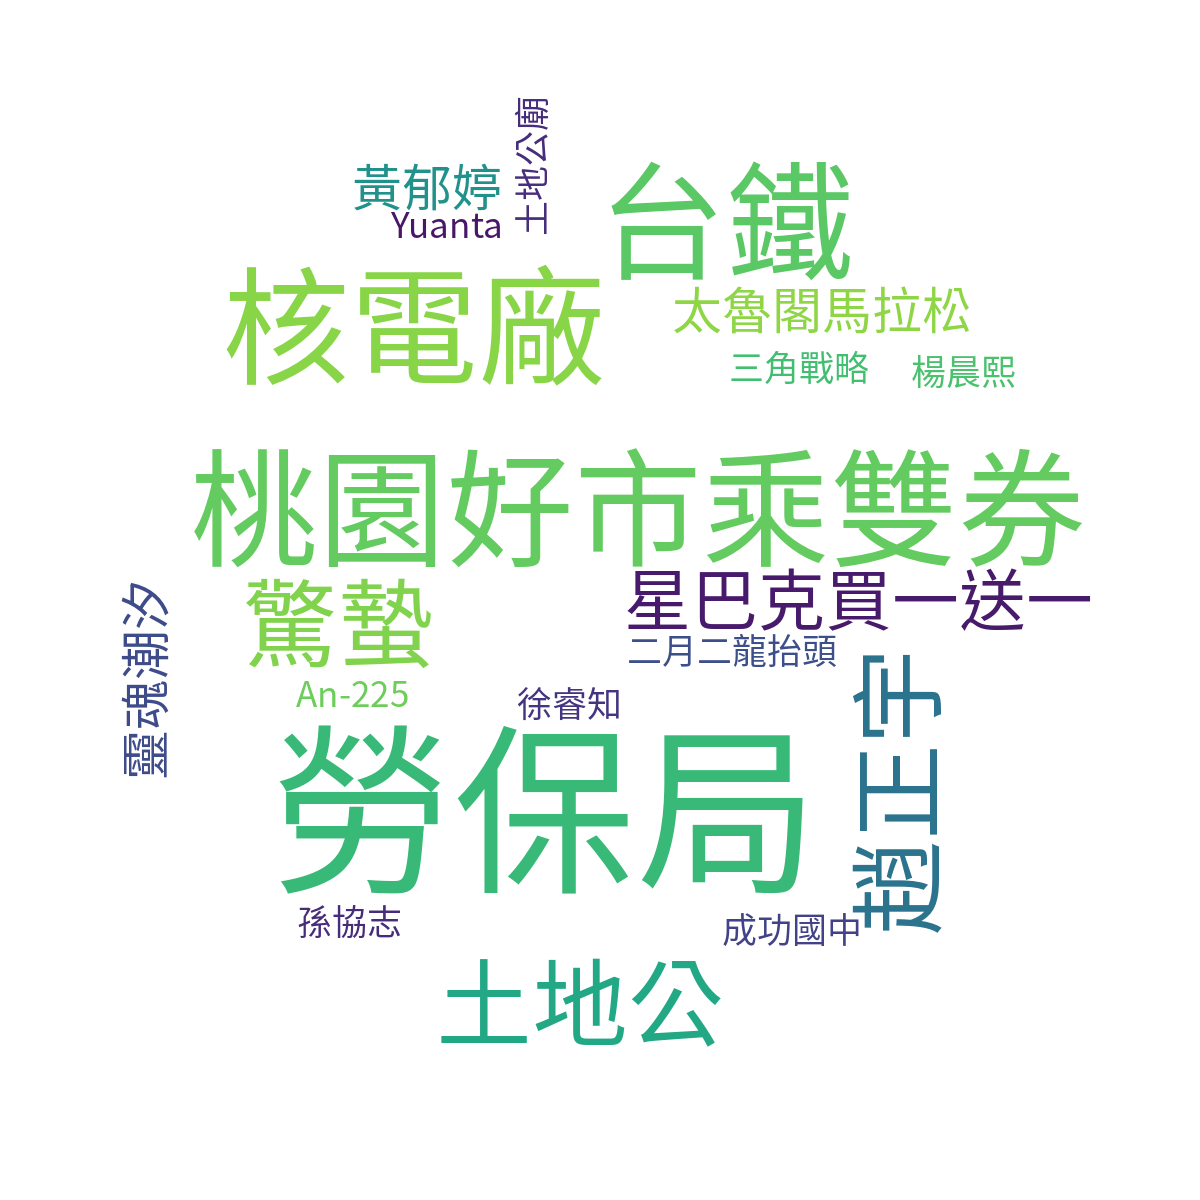 土地公廟
黃郁婷
台鐵
Yuanta
核電廠
太魯閣馬拉松
三角戰略
楊晨熙
桃園好市乘雙券
驚蟄
星巴克買一送一
二月二龍抬頭
靈魂潮汐
An-225
徐睿知
趙正宇
勞保局
孫協志
成功國中
土地公